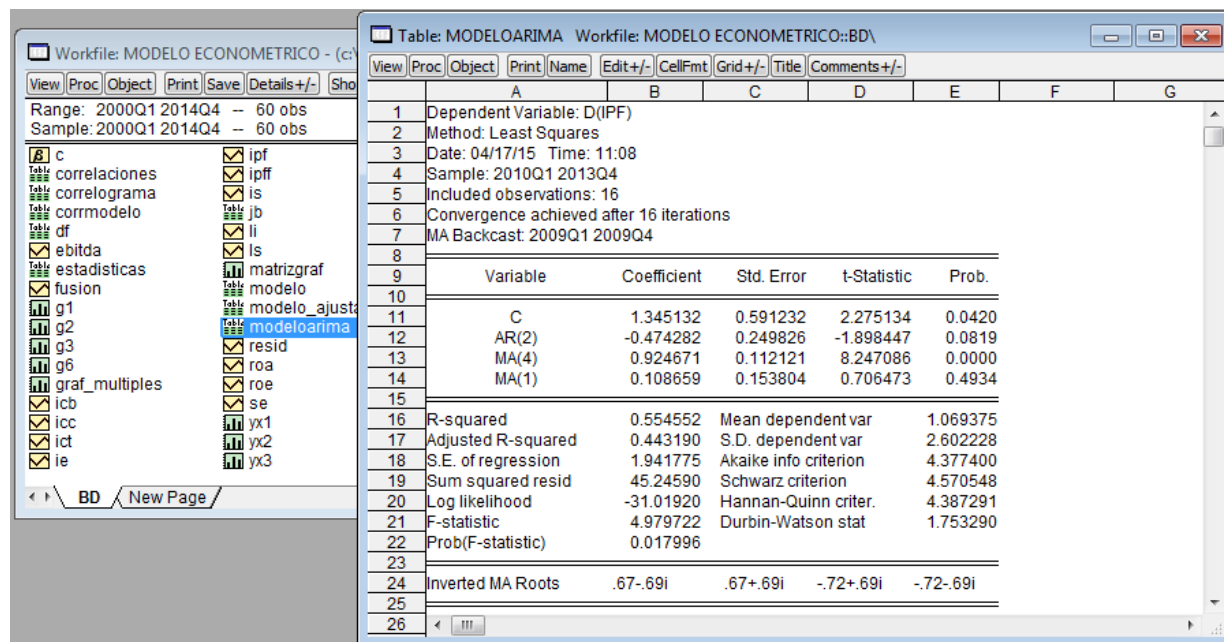 Workfile: MODELO ECONOMETRICO - (c:\
View Proc Object Print Save Details+/- Sho
Range: 2000Q1 2014Q4 -- 60 obs
Sample: 2000Q1 2014Q4 -- 60 obs
β c
Table correlaciones
Table correlograma
Table corrmodelo
Table df
ebitda
Table estadisticas
fusion
g1
g2
g3
g6
graf_multiples
icb
icc
ict
ie
ipf
ipff
is
Table jb
li
ls
matrizgraf
Table modelo
Table modelo_ajusta
Table modeloarima
resid
roa
roe
se
yx1
yx2
yx3
BD New Page
Table: MODELOARIMA Workfile: MODELO ECONOMETRICO::BD\
View Proc Object Print Name Edit+/- CellFmt Grid+/- Title Comments+/-
A B C D E F G
1 Dependent Variable: D(IPF)
2 Method: Least Squares
3 Date: 04/17/15 Time: 11:08
4 Sample: 2010Q1 2013Q4
5 Included observations: 16
6 Convergence achieved after 16 iterations
7 MA Backcast: 2009Q1 2009Q4
8
9 Variable Coefficient Std. Error t-Statistic Prob.
10
11 C 1.345132 0.591232 2.275134 0.0420
12 AR(2) -0.474282 0.249826 -1.898447 0.0819
13 MA(4) 0.924671 0.112121 8.247086 0.0000
14 MA(1) 0.108659 0.153804 0.706473 0.4934
15
16 R-squared 0.554552 Mean dependent var 1.069375
17 Adjusted R-squared 0.443190 S.D. dependent var 2.602228
18 S.E. of regression 1.941775 Akaike info criterion 4.377400
19 Sum squared resid 45.24590 Schwarz criterion 4.570548
20 Log likelihood -31.01920 Hannan-Quinn criter. 4.387291
21 F-statistic 4.979722 Durbin-Watson stat 1.753290
22 Prob(F-statistic) 0.017996
23
24 Inverted MA Roots .67-.69i .67+.69i -.72+.69i -.72-.69i
25
26